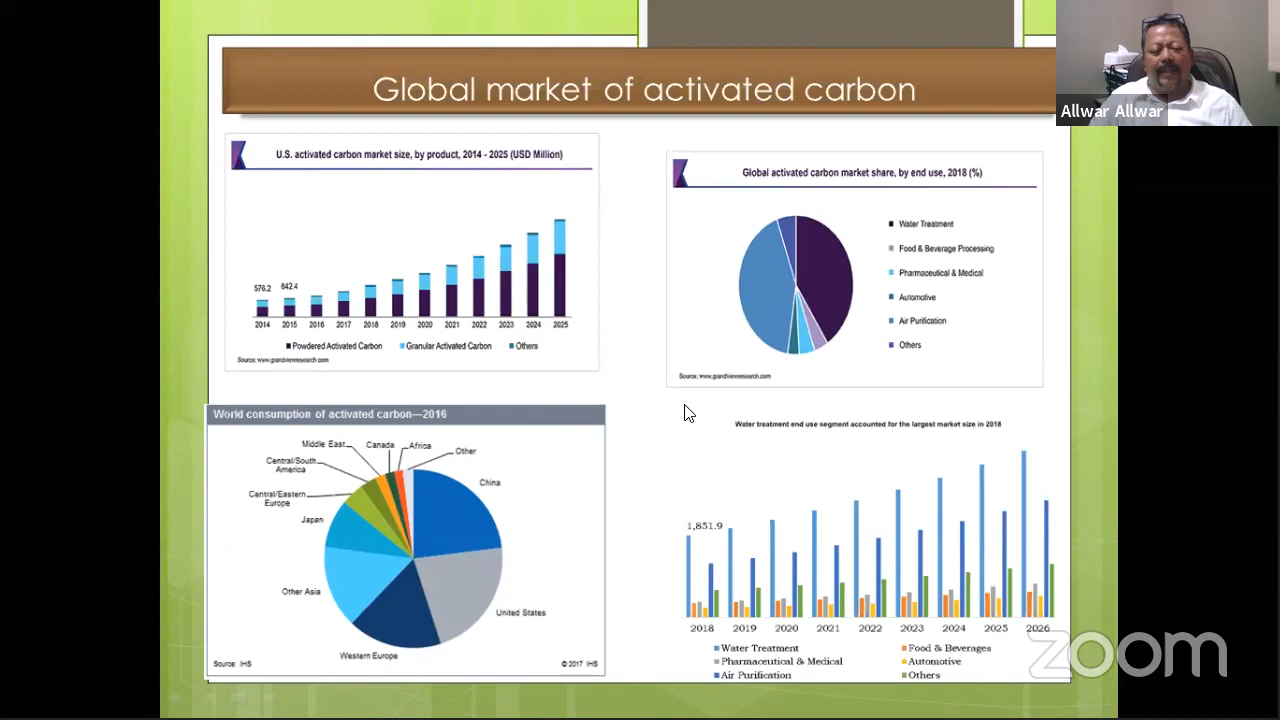 Global market of activated carbon
Allwar Allwar
U.S. activated carbon market size, by product, 2014 - 2025 (USD Million)
576.2
642.4
2014 2015 2016 2017 2018 2019 2020 2021 2022 2023 2024 2025
Powdered Activated Carbon Granular Activated Carbon Others
Source: www.grandviewresearch.com
Global activated carbon market share, by end use, 2018 (%)
Water Treatment
Food & Beverage Processing
Pharmaceutical & Medical
Automotive
Air Purification
Others
Source: www.grandviewresearch.com
World consumption of activated carbon—2016
Middle East
Canada
Africa
Other
Central/South
America
China
Central/Eastern
Europe
Japan
Other Asia
United States
Western Europe
Source: IHS
© 2017 IHS
Water treatment end use segment accounted for the largest market size in 2018
1,851.9
2018 2019 2020 2021 2022 2023 2024 2025 2026
Water Treatment Food & Beverages
Pharmaceutical & Medical Automotive
Air Purification Others
zoom